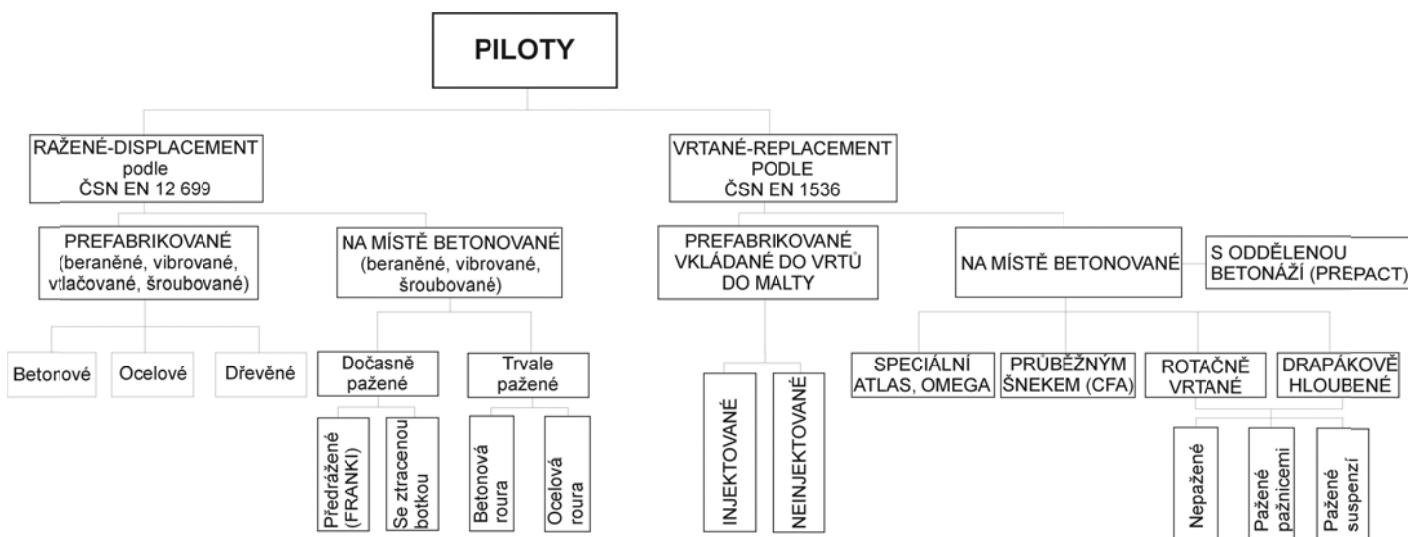 PILOTY
RAŽENÉ-DISPLACEMENT
podle
ČSN EN 12 699
VRTANÉ-REPLACEMENT
PODLE
ČSN EN 1536
PREFABRIKOVANÉ
(beraněné, vibrované,
vtlačované, šroubované)
NA MÍSTĚ BETONOVANÉ
(beraněné, vibrované,
šroubované)
PREFABRIKOVANÉ
VKLÁDANÉ DO VRTŮ
DO MALTY
NA MÍSTĚ BETONOVANÉ
S ODDĚLENOU
BETONÁŽÍ (PREPACT)
Betonové
Ocelové
Dřevěné
Dočasně
pažené
Trvale
pažené
SPECIÁLNÍ
ATLAS, OMEGA
PRŮBĚŽNÝM
ŠNEKEM (CFA)
ROTAČNĚ
VRTANÉ
DRAPÁKOVĚ
HLOUBENÉ
Předrážené
(FRANKI)
Se ztracenou
botkou
Betonová
roura
Ocelová
roura
INJEKTOVANÉ
NEINJEKTOVANÉ
Nepažené
Pažené
pažnicemi
Pažené
suspenzí